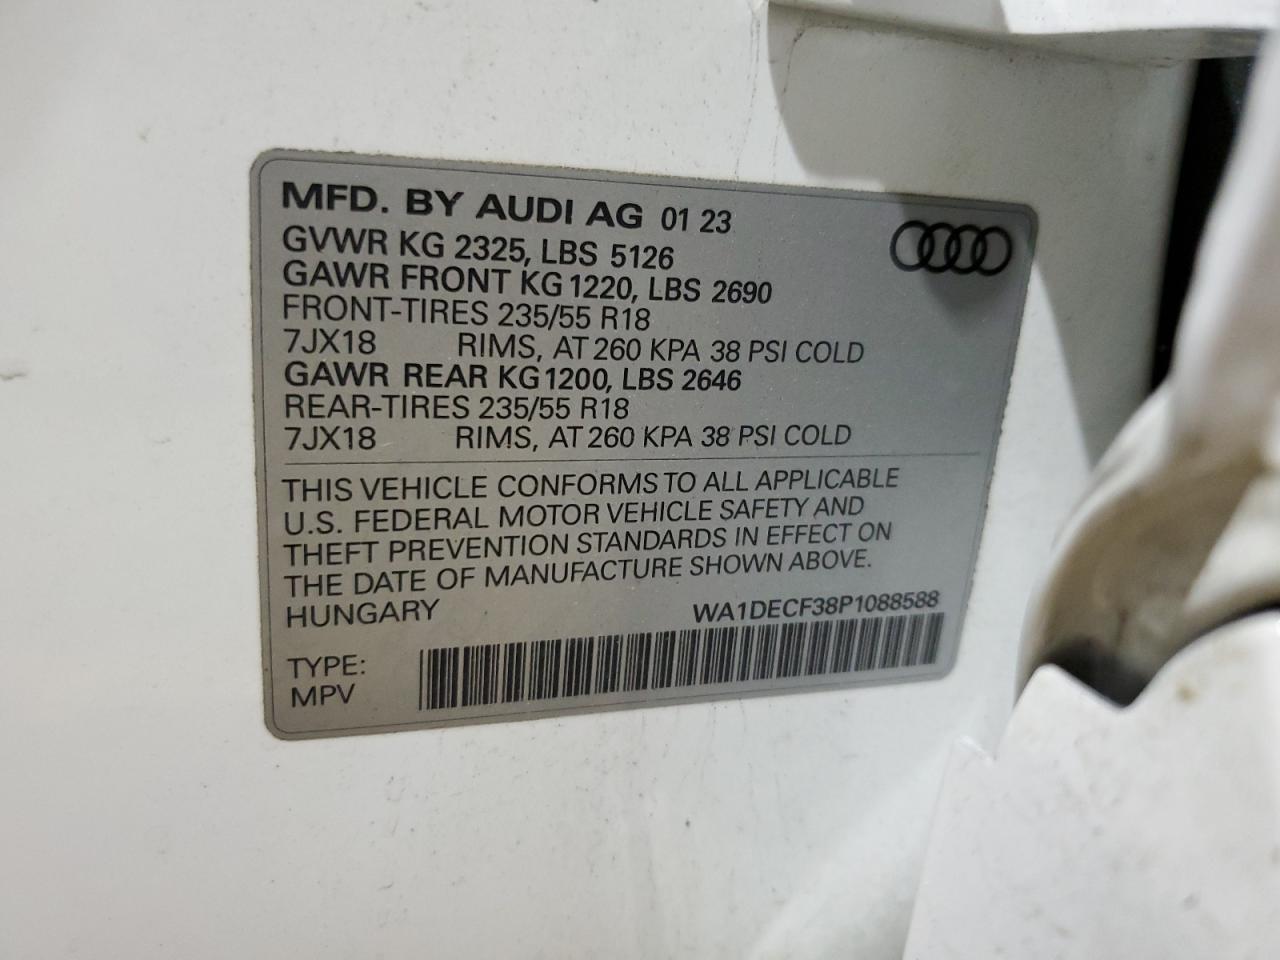 MFD. BY AUDI AG 01 23
GVWR KG 2325, LBS 5126
GAWR FRONT KG 1220, LBS 2690
FRONT-TIRES 235/55 R18
7JX18 RIMS, AT 260 KPA 38 PSI COLD
GAWR REAR KG 1200, LBS 2646
REAR-TIRES 235/55 R18
7JX18 RIMS, AT 260 KPA 38 PSI COLD
THIS VEHICLE CONFORMS TO ALL APPLICABLE
U.S. FEDERAL MOTOR VEHICLE SAFETY AND
THEFT PREVENTION STANDARDS IN EFFECT ON
THE DATE OF MANUFACTURE SHOWN ABOVE.
HUNGARY WA1DECF38P1088588
TYPE:
MPV